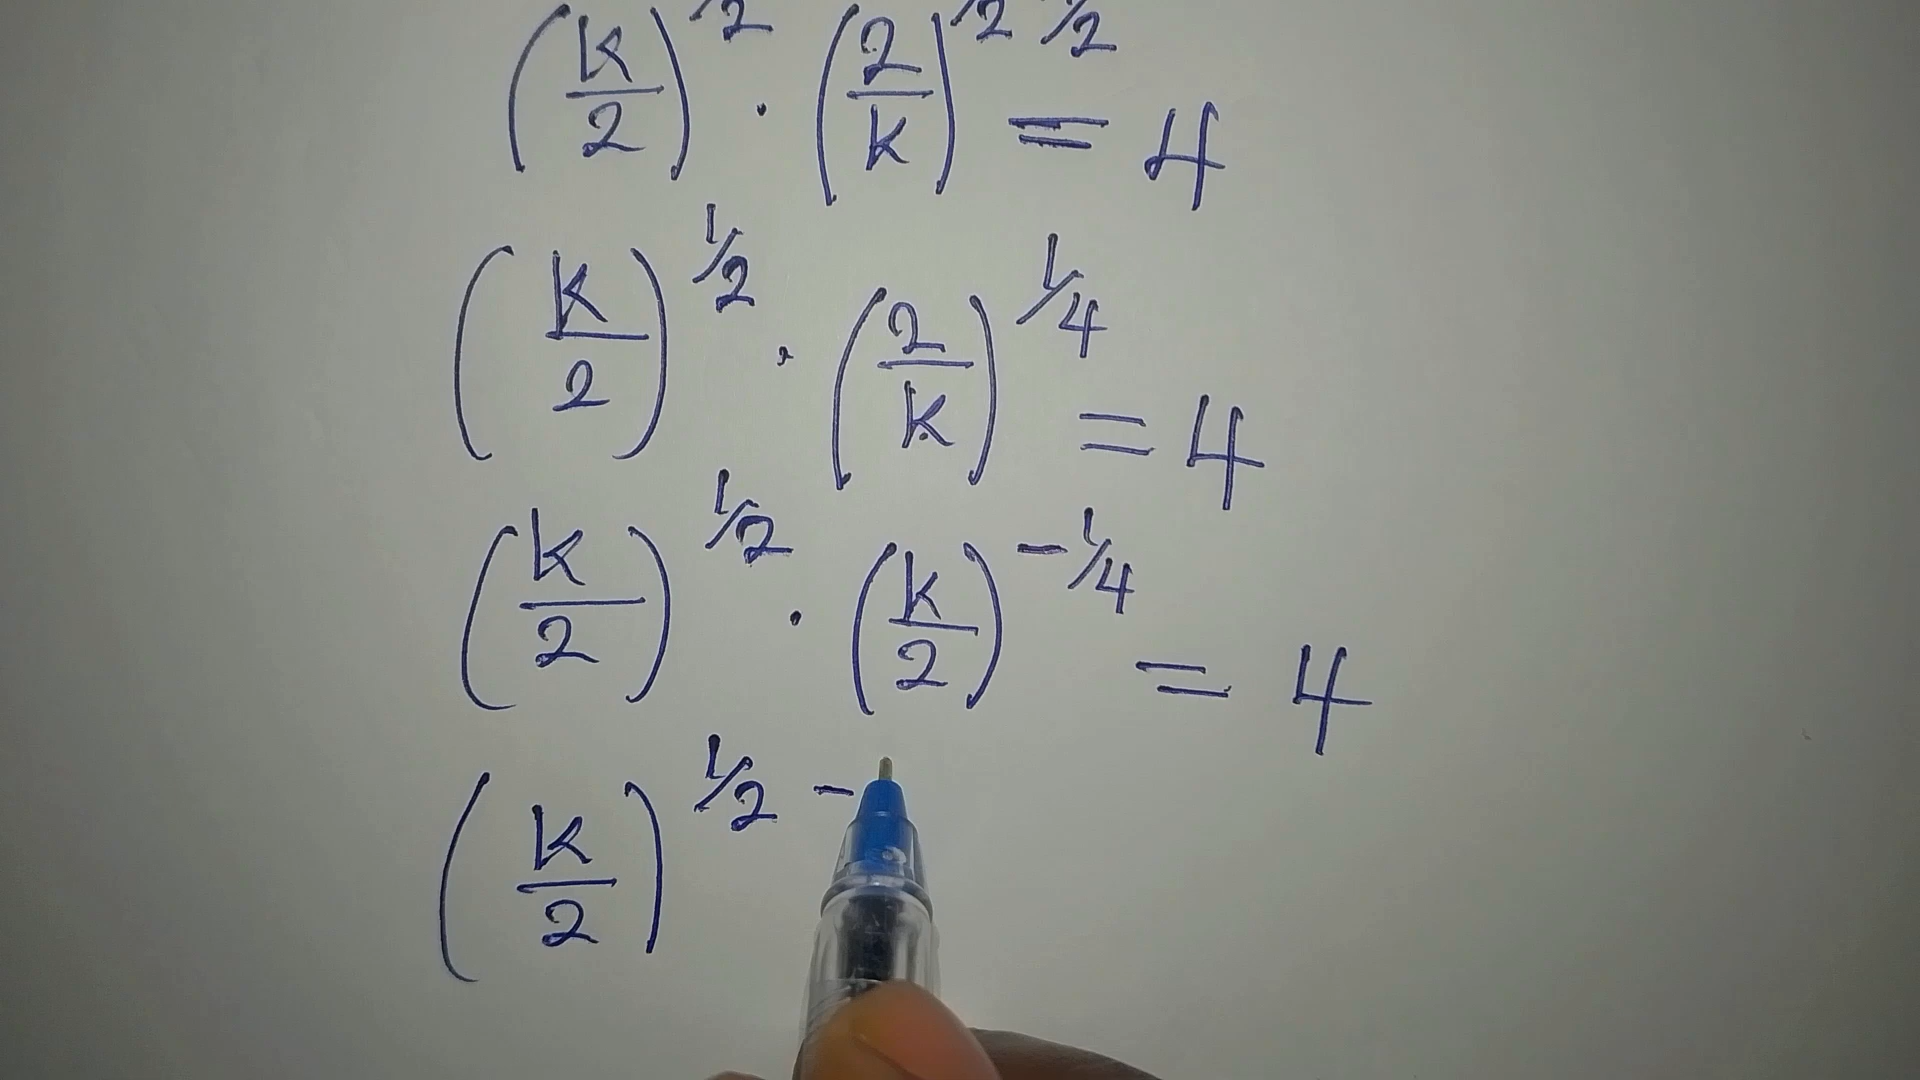 (k/2)^1/2 · (2/k)^1/2 · 1/2 = 4
(k/2)^1/2 · (2/k)^1/4 = 4
(k/2)^1/2 · (k/2)^-1/4 = 4
(k/2)^1/2 -